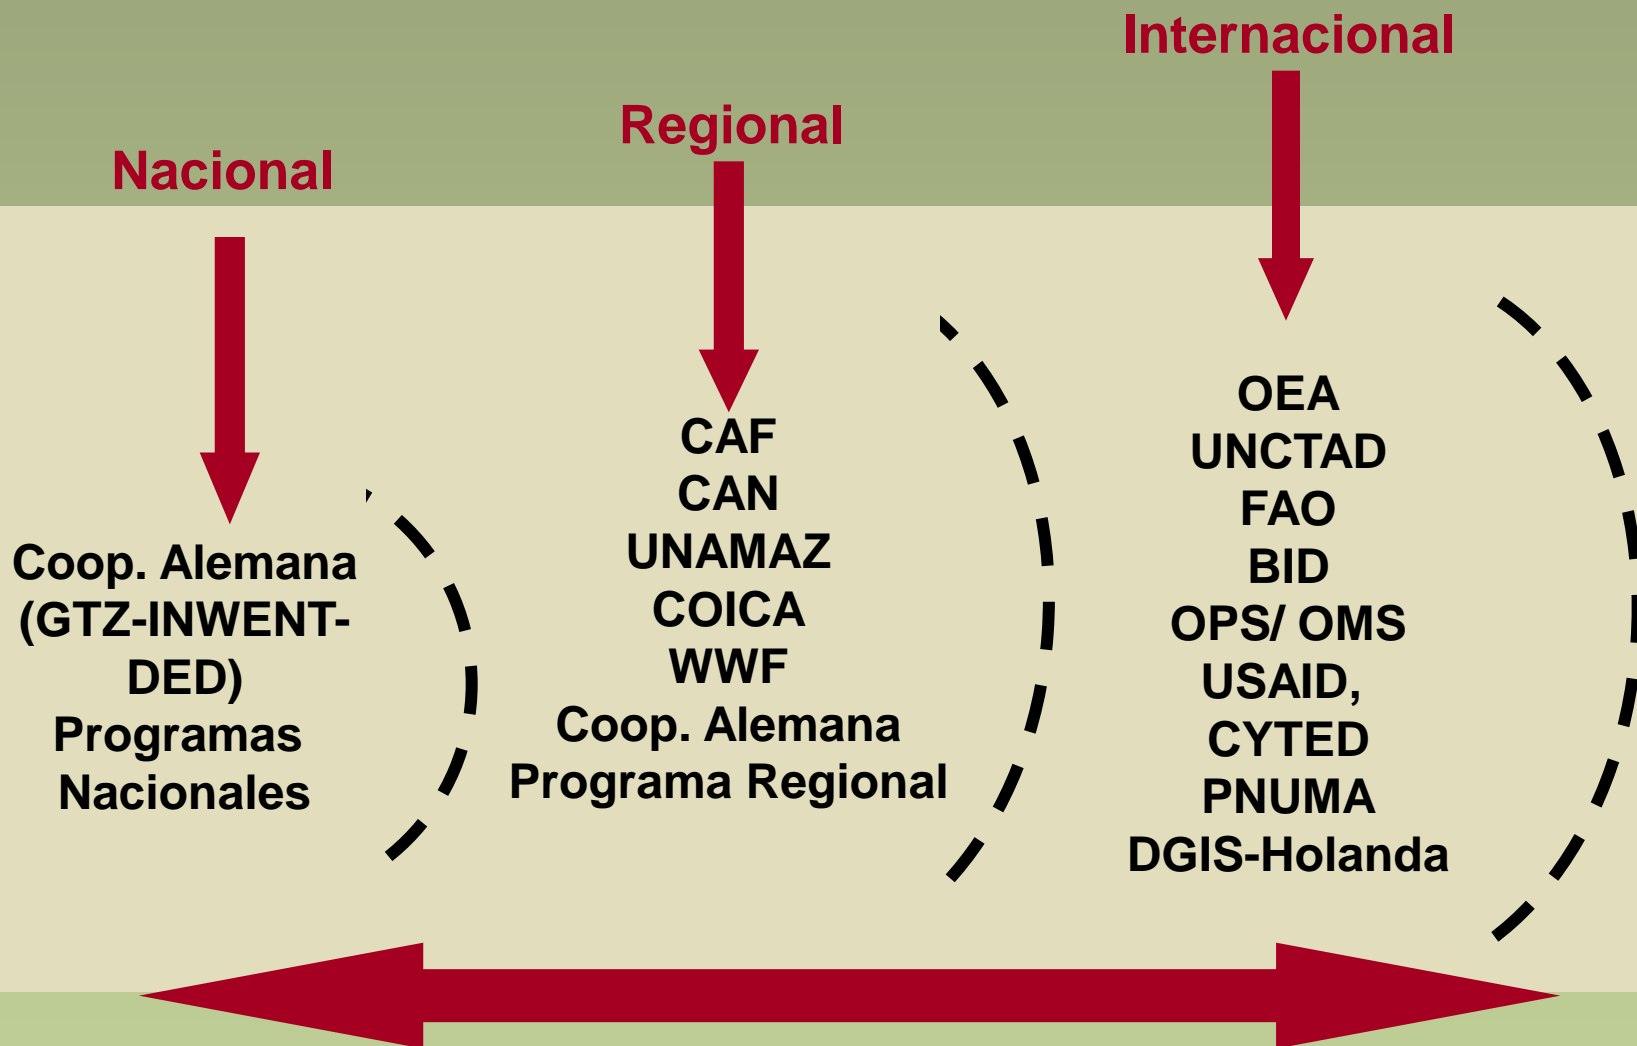 Nacional
Coop. Alemana
(GTZ-INWENT-
DED)
Programas
Nacionales
Regional
CAF
CAN
UNAMAZ
COICA
WWF
Coop. Alemana
Programa Regional
Internacional
OEA
UNCTAD
FAO
BID
OPS/ OMS
USAID,
CYTED
PNUMA
DGIS-Holanda